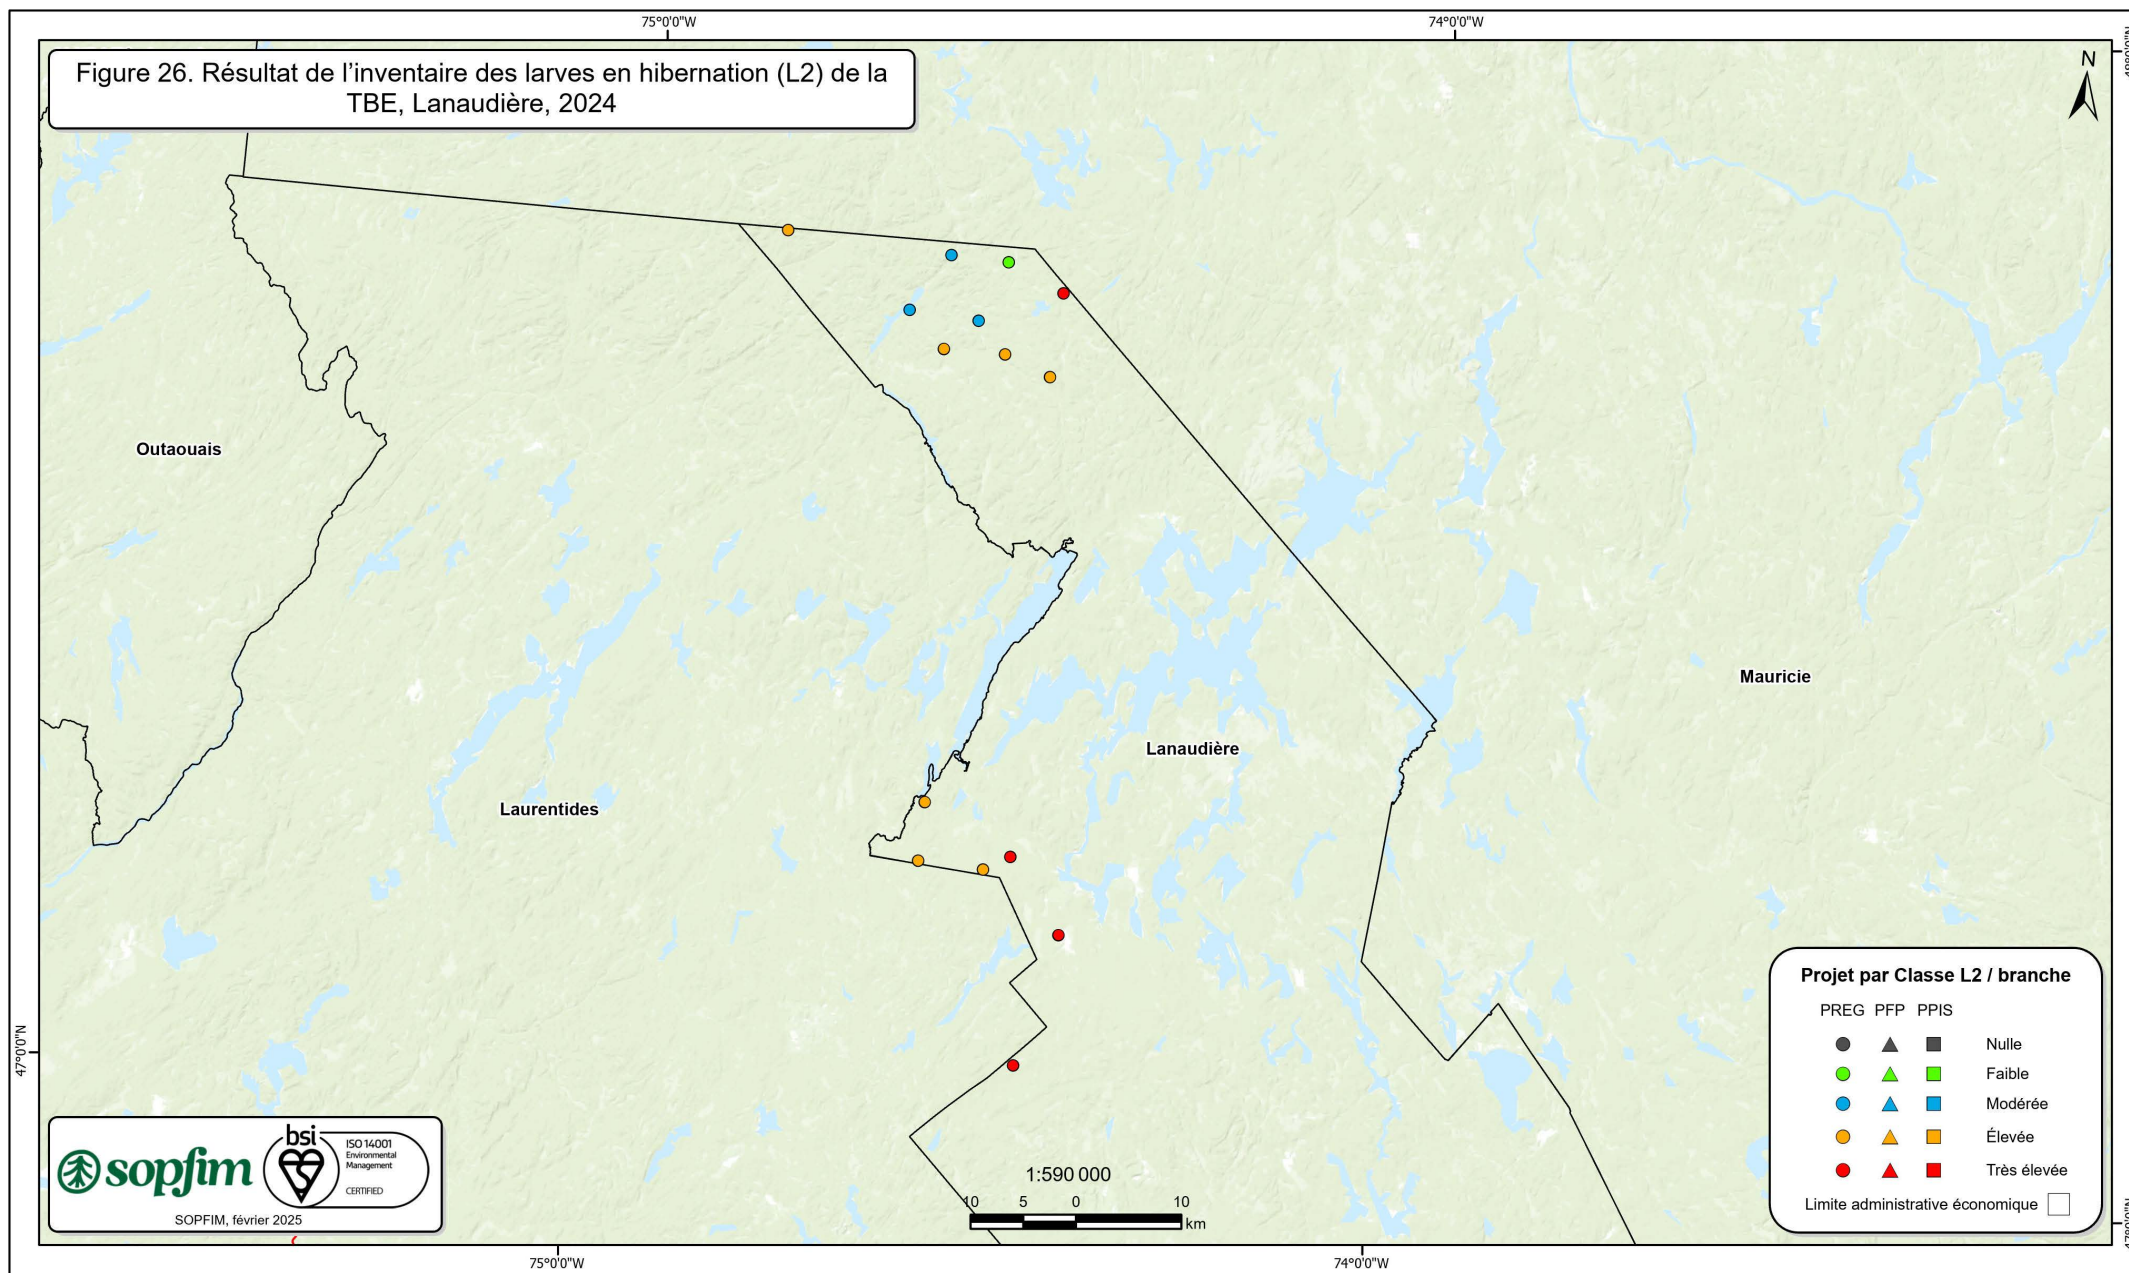 75°0'0"W
74°0'0"W
Figure 26. Résultat de l'inventaire des larves en hibernation (L2) de la
TBE, Lanaudière, 2024
N
Outaouais
Mauricie
Lanaudière
Laurentides
47°0'0"N
Projet par Classe L2 / branche
PREG PFP PPIS
Nulle
Faible
Modérée
Élevée
Très élevée
Limite administrative économique
sopfim
bsi
ISO 14001
Environmental
Management
CERTIFIED
SOPFIM, février 2025
1:590 000
10 5 0 10
km
75°0'0"W
74°0'0"W